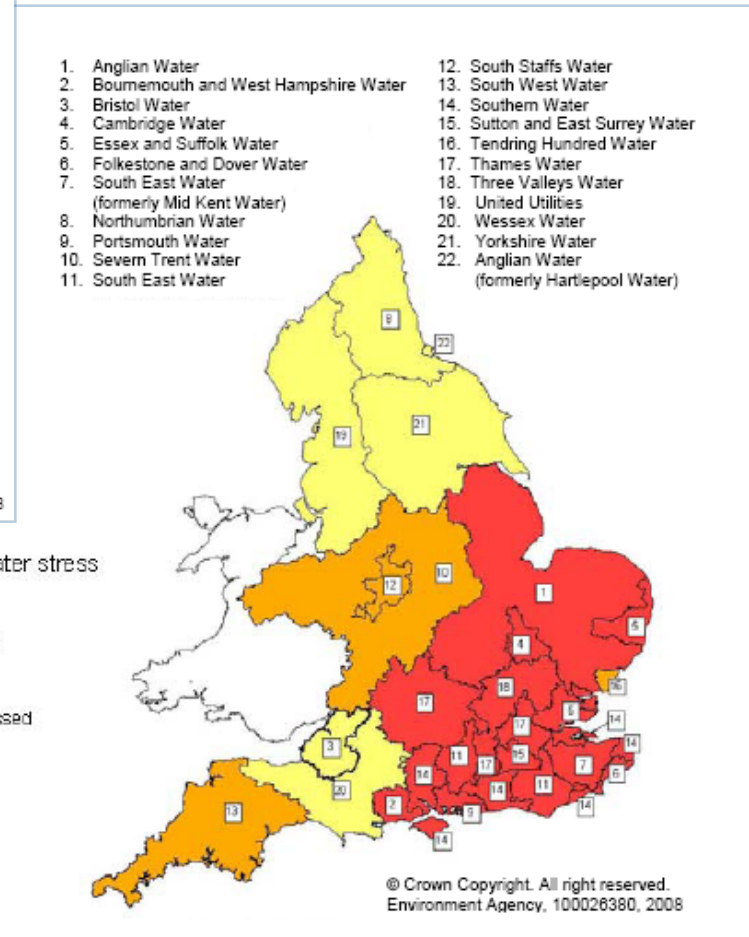 1. Anglian Water
2. Bournemouth and West Hampshire Water
3. Bristol Water
4. Cambridge Water
5. Essex and Suffolk Water
6. Folkestone and Dover Water
7. South East Water
(formerly Mid Kent Water)
8. Northumbrian Water
9. Portsmouth Water
10. Severn Trent Water
11. South East Water
12. South Staffs Water
13. South West Water
14. Southern Water
15. Sutton and East Surrey Water
16. Tendring Hundred Water
17. Thames Water
18. Three Valleys Water
19. United Utilities
20. Wessex Water
21. Yorkshire Water
22. Anglian Water
(formerly Hartlepool Water)
8
22
21
19
ater stress
12
10
1
5
4
16
18
17
5
14
ssed
17
14
3
15
11
7
17
6
14
20
14
11
2
13
9
14
14
© Crown Copyright. All right reserved.
Environment Agency, 100026380, 2008